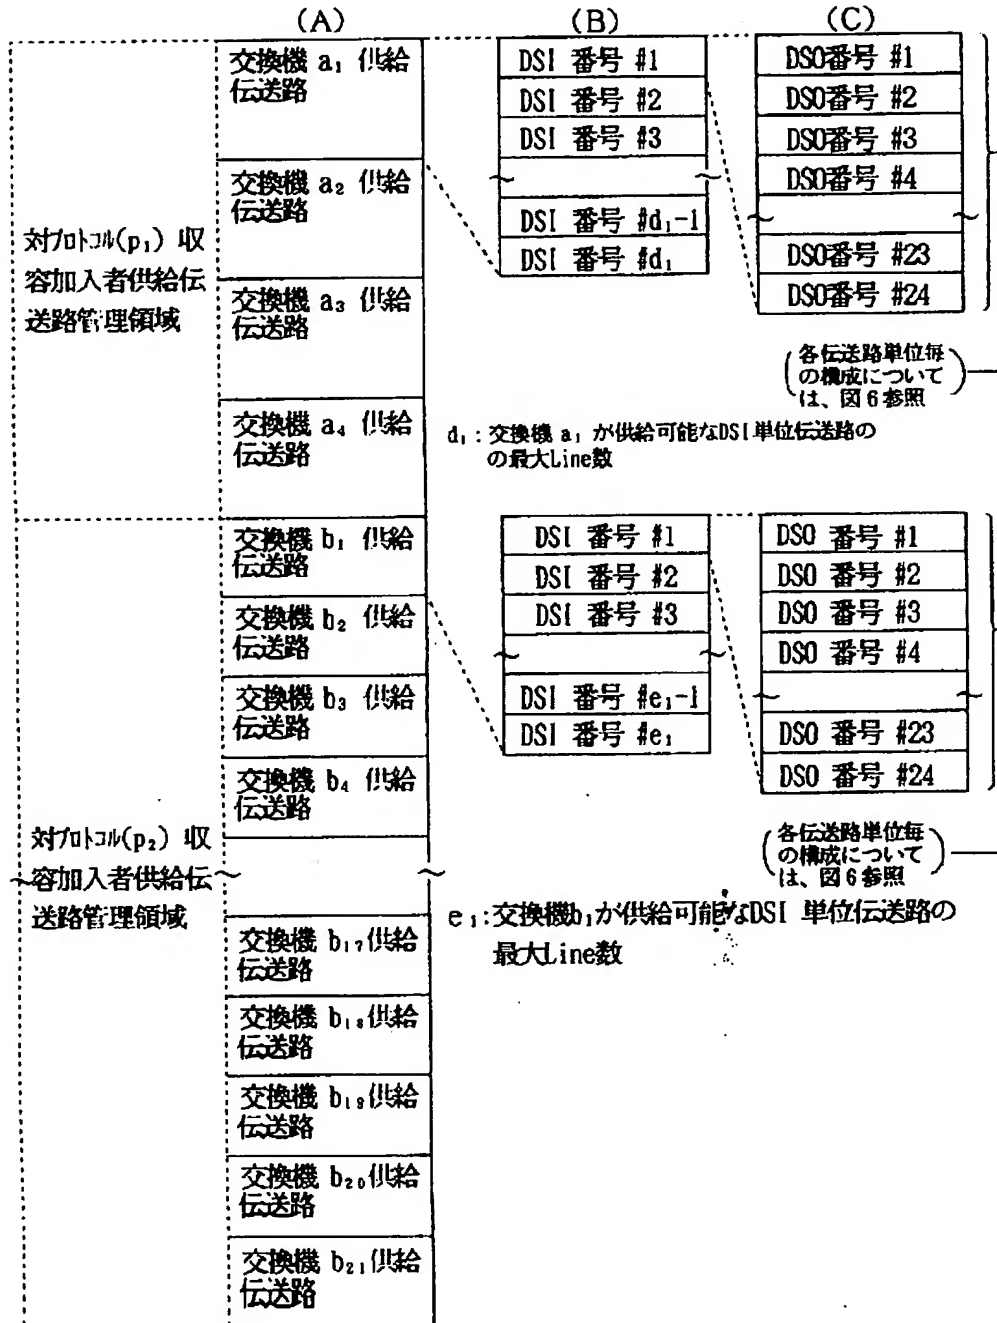 (A)
(B)
(C)
対プロトコル(p₁) 収
容加入者供給伝
送路管理領域
交換機 a₁ 供給
伝送路
交換機 a₂ 供給
伝送路
交換機 a₃ 供給
伝送路
交換機 a₄ 供給
伝送路
DS1 番号 #1
DS1 番号 #2
DS1 番号 #3
DS1 番号 #d₁-1
DS1 番号 #d₁
DS0番号 #1
DS0番号 #2
DS0番号 #3
DS0番号 #4
DS0番号 #23
DS0番号 #24
各伝送路単位毎
の構成について
は、図6参照
d₁：交換機 a₁ が供給可能なDS1単位伝送路の
の最大Line数
対プロトコル(p₂) 収
容加入者供給伝
送路管理領域
交換機 b₁ 供給
伝送路
交換機 b₂ 供給
伝送路
交換機 b₃ 供給
伝送路
交換機 b₄ 供給
伝送路
交換機 b₁₇供給
伝送路
交換機 b₁₈供給
伝送路
交換機 b₁₉供給
伝送路
交換機 b₂₀供給
伝送路
交換機 b₂₁供給
伝送路
DS1 番号 #1
DS1 番号 #2
DS1 番号 #3
DS1 番号 #e₁-1
DS1 番号 #e₁
DS0 番号 #1
DS0 番号 #2
DS0 番号 #3
DS0 番号 #4
DS0 番号 #23
DS0 番号 #24
各伝送路単位毎
の構成について
は、図6参照
e₁:交換機b₁が供給可能なDS1 単位伝送路の
最大Line数